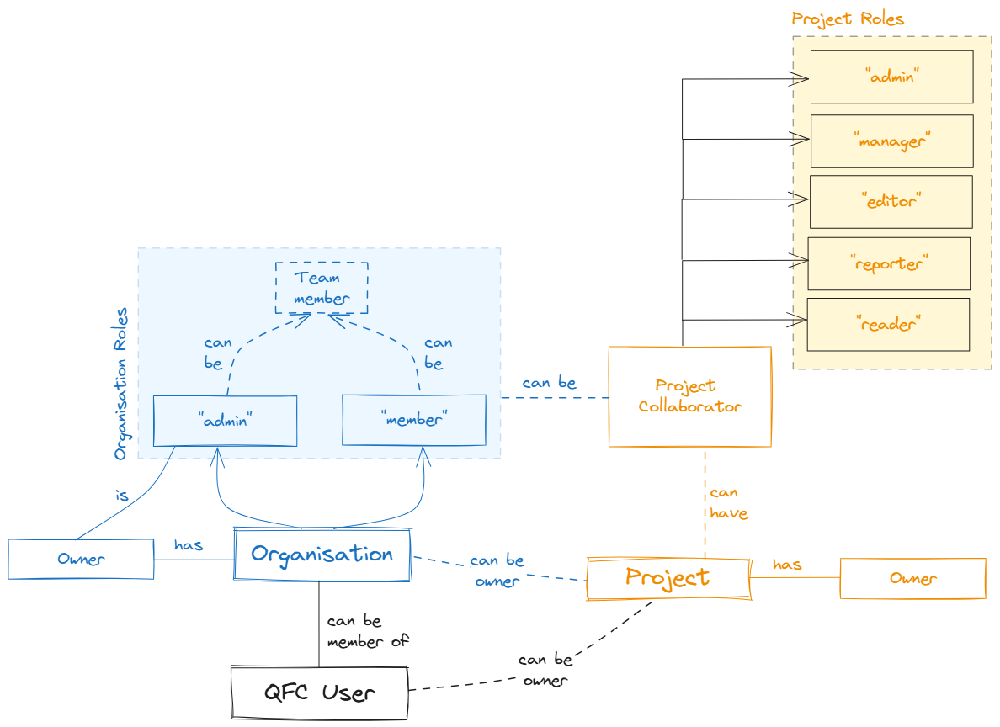 Project Roles
"admin"
"manager"
"editor"
"reporter"
"reader"
Organisation Roles
Team
member
can
be
can
be
"admin"
"member"
can be
Project
Collaborator
is
can
have
Owner
has
Organisation
can be
owner
Project
has
Owner
can be
member of
can be
owner
QFC User